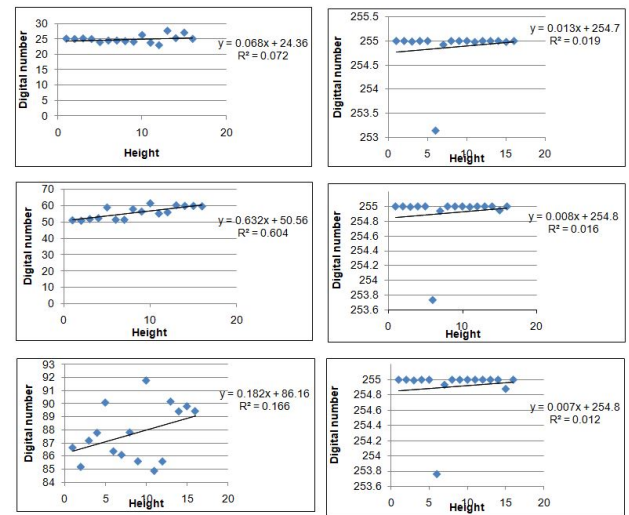 30
25
20
15
10
5
0
0 10 20
Digital number
Height
y = 0.068x + 24.36
R² = 0.072
255.5
255
254.5
254
253.5
253
0 5 10 15 20
Digittal number
Height
y = 0.013x + 254.7
R² = 0.019
70
60
50
40
30
20
10
0
0 10 20
Digital number
Height
y = 0.632x + 50.56
R² = 0.604
255
254.8
254.6
254.4
254.2
254
253.8
253.6
0 10 20
Digital number
Height
y = 0.008x + 254.8
R² = 0.016
93
92
91
90
89
88
87
86
85
84
0 10 20
Digital number
Height
y = 0.182x + 86.16
R² = 0.166
255
254.8
254.6
254.4
254.2
254
253.8
253.6
0 5 10 15 20
Digital number
Height
y = 0.007x + 254.8
R² = 0.012